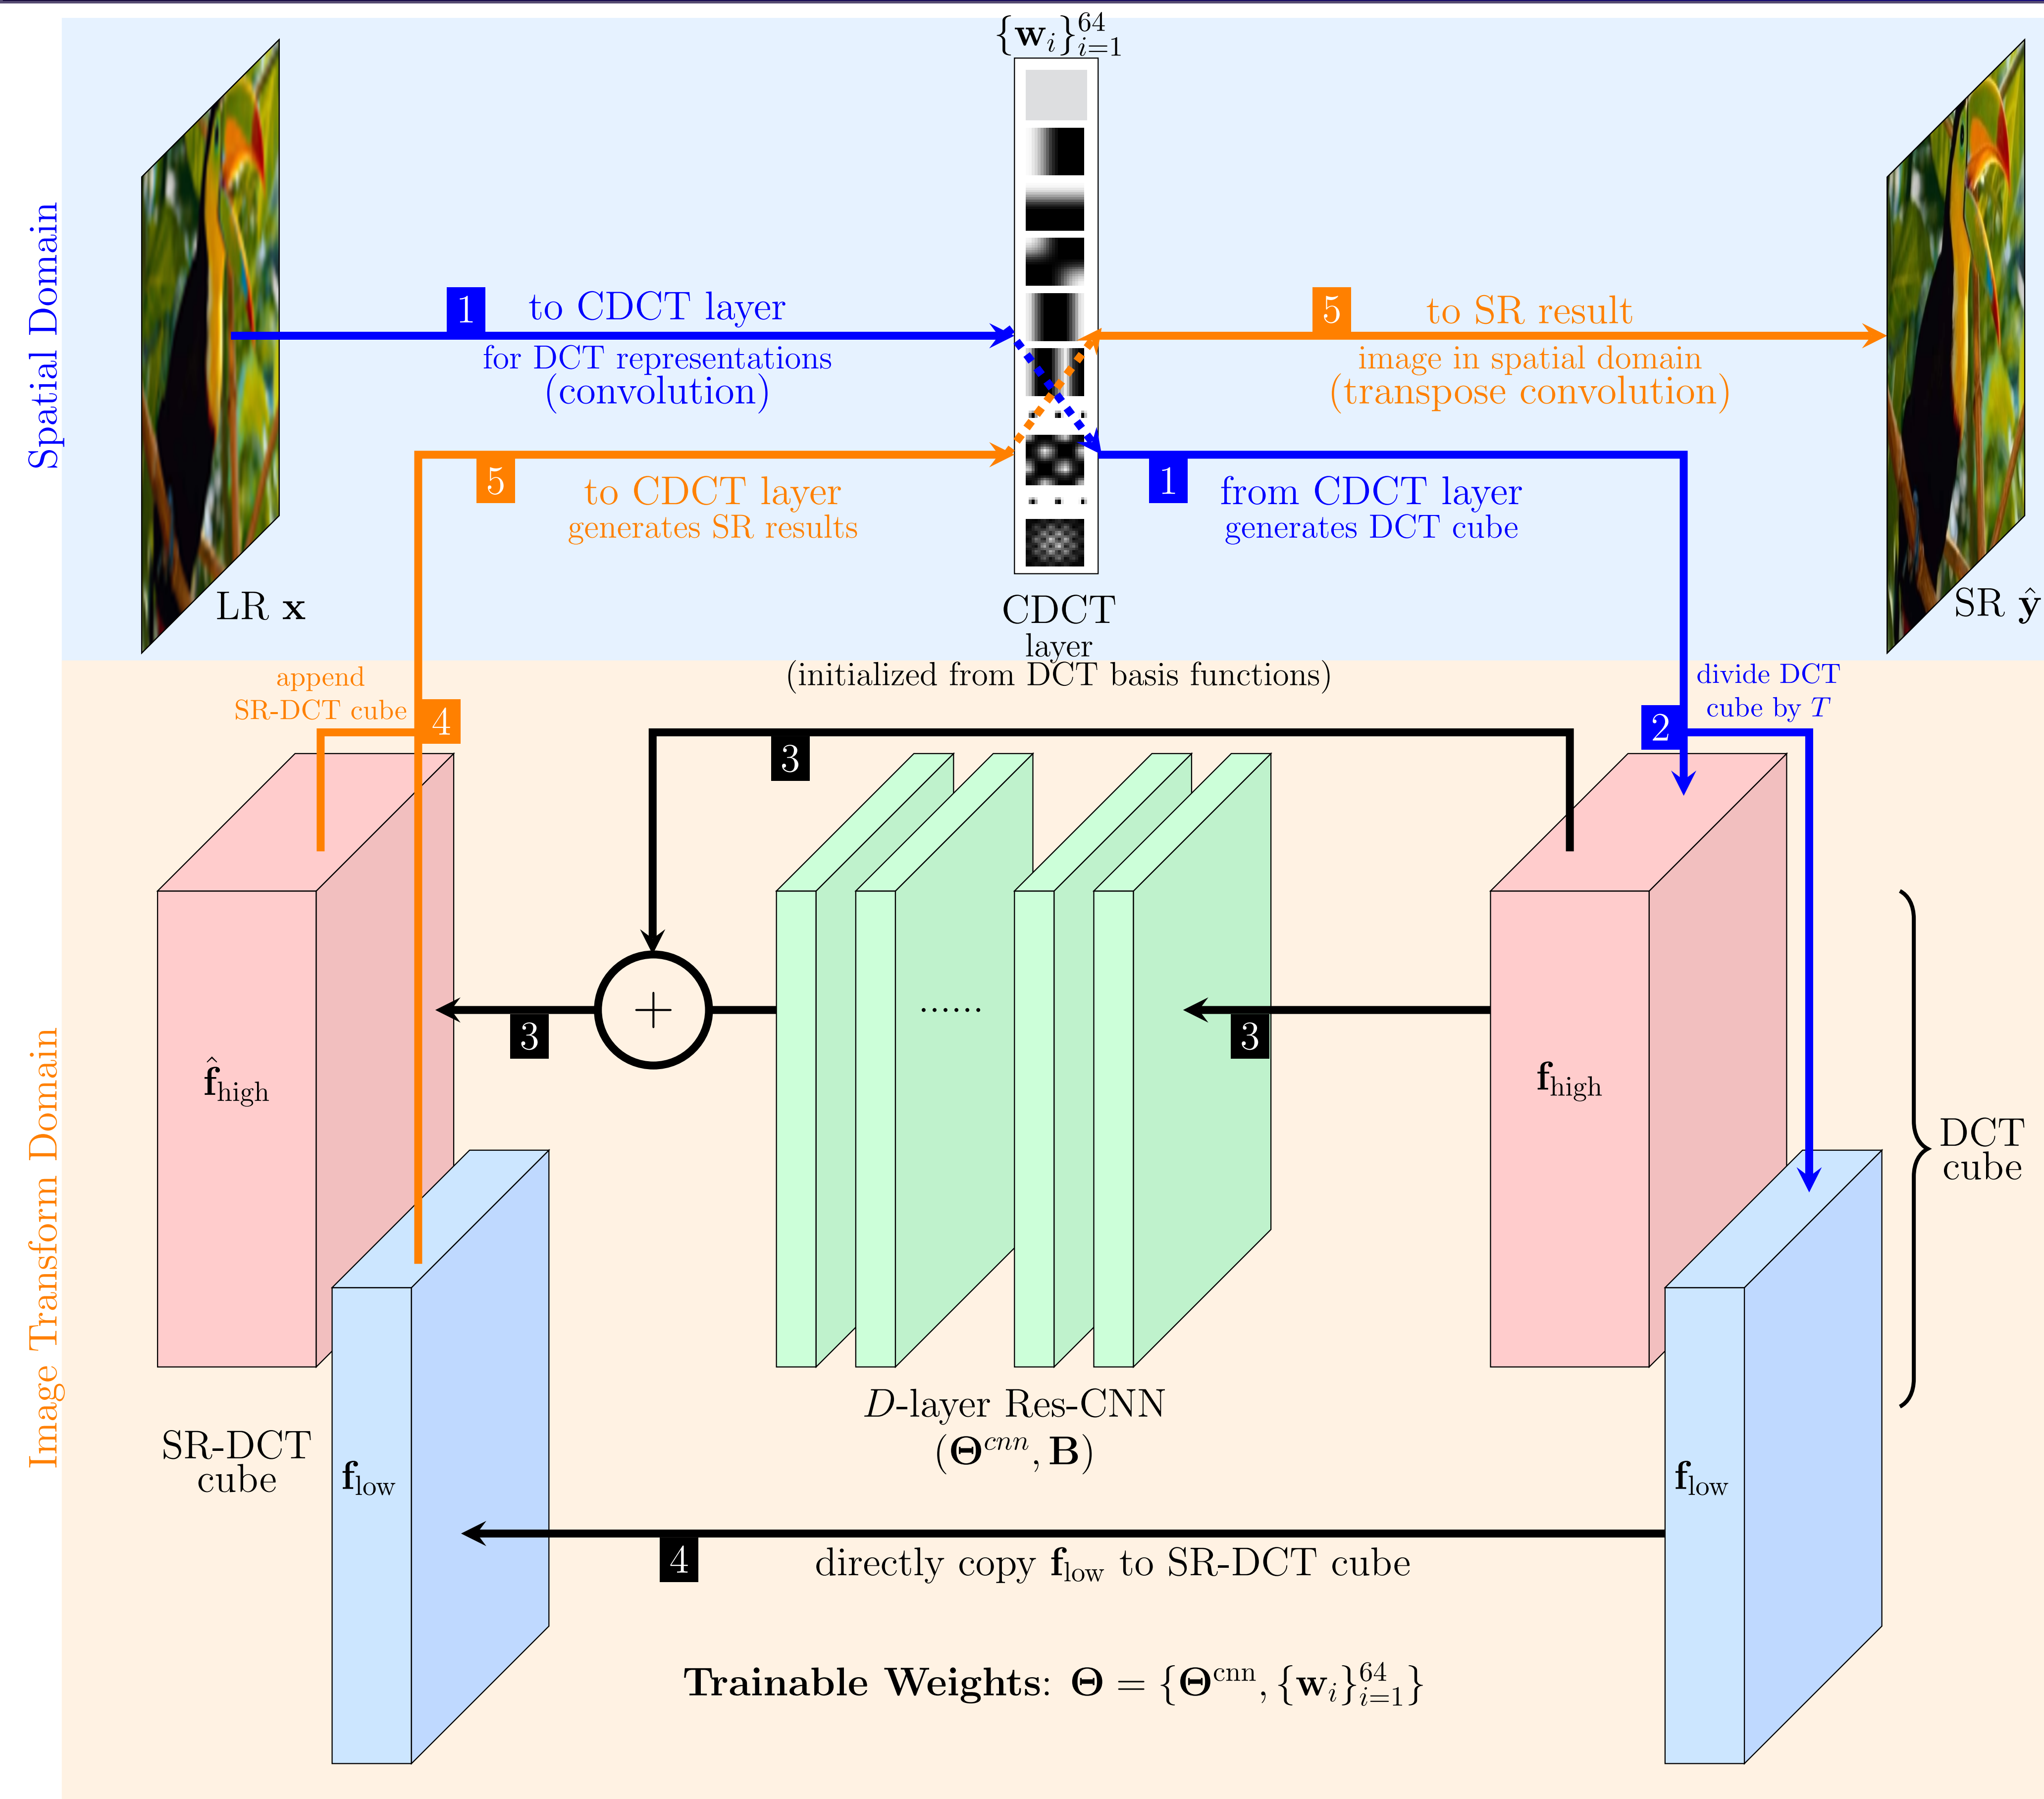 {w_i}_{i=1}^{64}
Spatial Domain
1
to CDCT layer
for DCT representations
(convolution)
5
to SR result
image in spatial domain
(transpose convolution)
5
to CDCT layer
generates SR results
1
from CDCT layer
generates DCT cube
LR x
CDCT
layer
(initialized from DCT basis functions)
SR ŷ
append
SR-DCT cube
4
divide DCT
cube by T
2
3
Image Transform Domain
f̂_high
3
+
......
3
f_high
DCT
cube
D-layer Res-CNN
(Θ^{cnn}, B)
SR-DCT
cube
f_low
f_low
4
directly copy f_low to SR-DCT cube
Trainable Weights: Θ = {Θ^{cnn}, {w_i}_{i=1}^{64}}